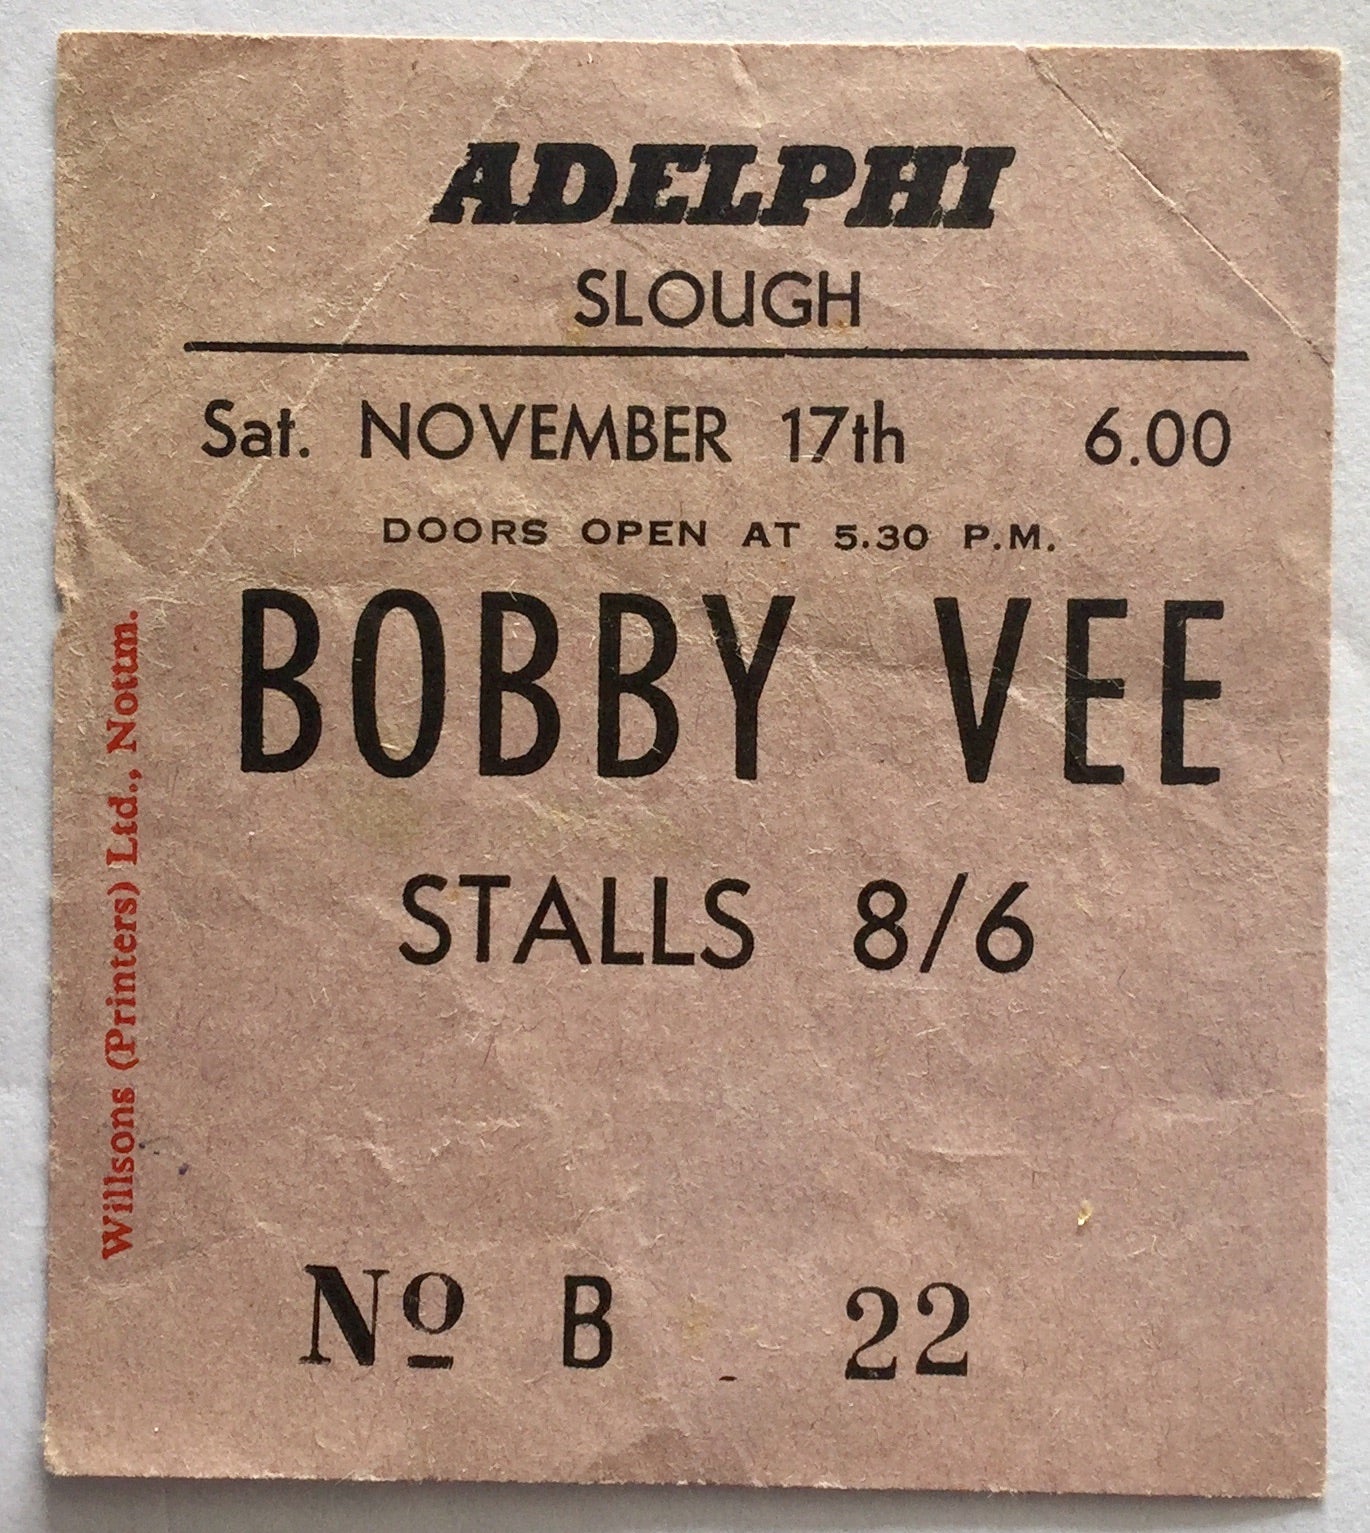 ADELPHI
SLOUGH
Sat. NOVEMBER 17th 6.00
DOORS OPEN AT 5.30 P.M.
BOBBY VEE
STALLS 8/6
No B 22
Willsons (Printers) Ltd., Nottm.